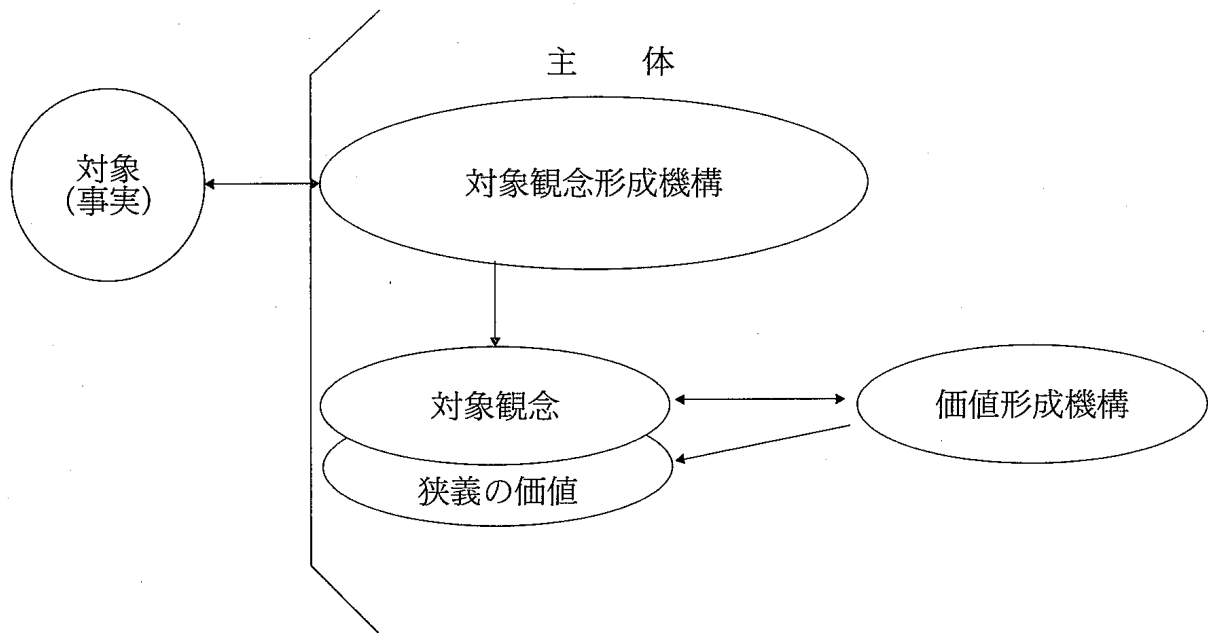 主　体
対象
（事実）
対象観念形成機構
対象観念
価値形成機構
狭義の価値